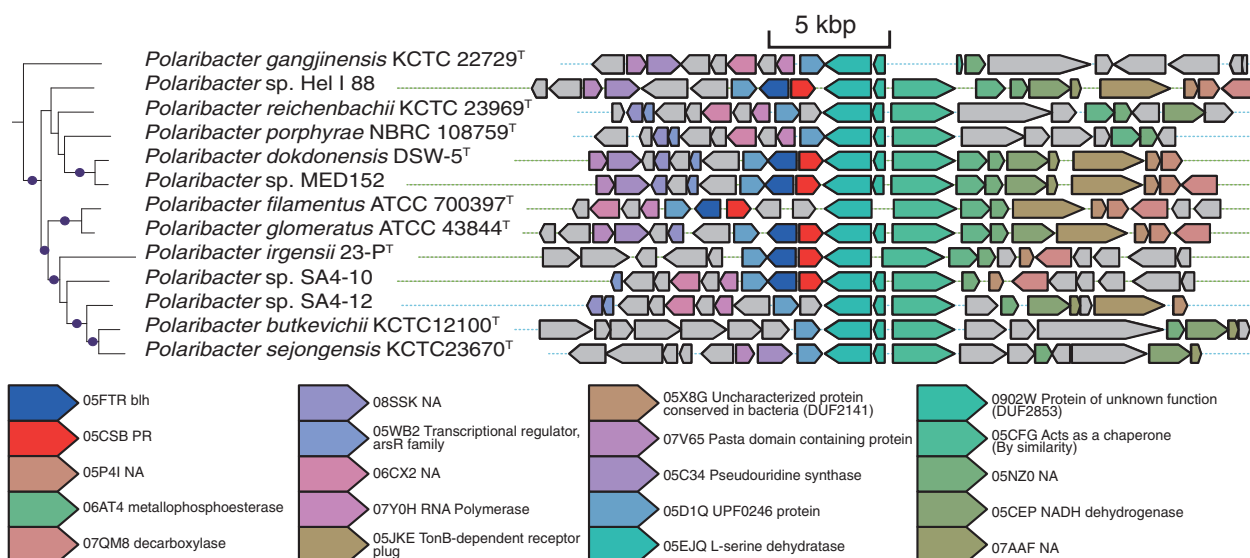 5 kbp
Polaribacter gangjinensis KCTC 22729ᵀ
Polaribacter sp. Hel I 88
Polaribacter reichenbachii KCTC 23969ᵀ
Polaribacter porphyrae NBRC 108759ᵀ
Polaribacter dokdonensis DSW-5ᵀ
Polaribacter sp. MED152
Polaribacter filamentus ATCC 700397ᵀ
Polaribacter glomeratus ATCC 43844ᵀ
Polaribacter irgensii 23-Pᵀ
Polaribacter sp. SA4-10
Polaribacter sp. SA4-12
Polaribacter butkevichii KCTC12100ᵀ
Polaribacter sejongensis KCTC23670ᵀ
05FTR blh
05CSB PR
05P4I NA
06AT4 metallophosphoesterase
07QM8 decarboxylase
08SSK NA
05WB2 Transcriptional regulator,
arsR family
06CX2 NA
07Y0H RNA Polymerase
05JKE TonB-dependent receptor
plug
05X8G Uncharacterized protein
conserved in bacteria (DUF2141)
07V65 Pasta domain containing protein
05C34 Pseudouridine synthase
05D1Q UPF0246 protein
05EJQ L-serine dehydratase
0902W Protein of unknown function
(DUF2853)
05CFG Acts as a chaperone
(By similarity)
05NZ0 NA
05CEP NADH dehydrogenase
07AAF NA